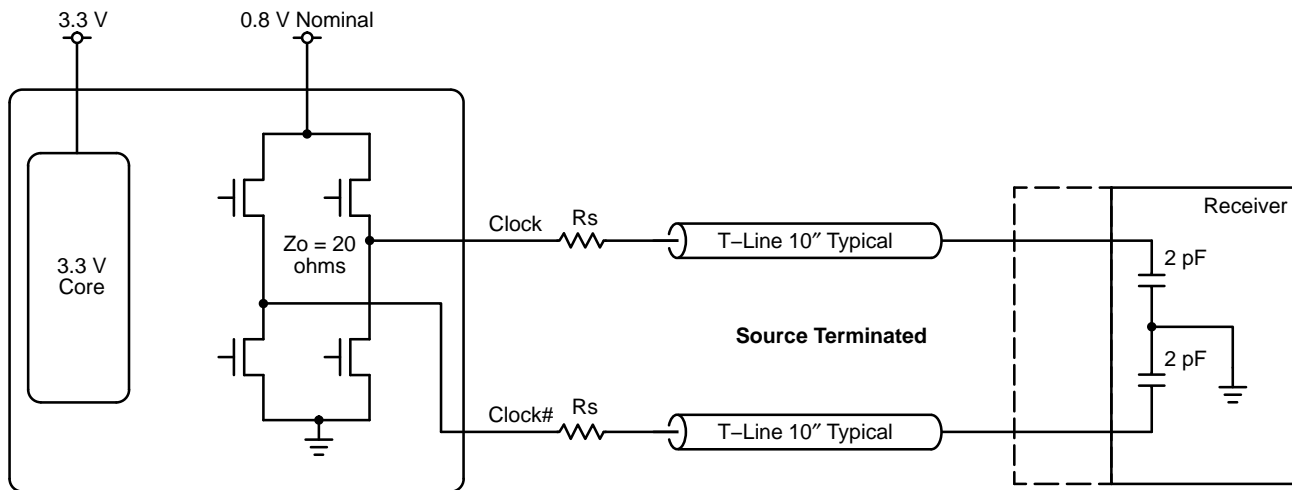 3.3 V
0.8 V Nominal
3.3 V
Core
Zo = 20
ohms
Clock
Rs
T–Line 10″ Typical
Receiver
2 pF
Source Terminated
2 pF
Clock#
Rs
T–Line 10″ Typical